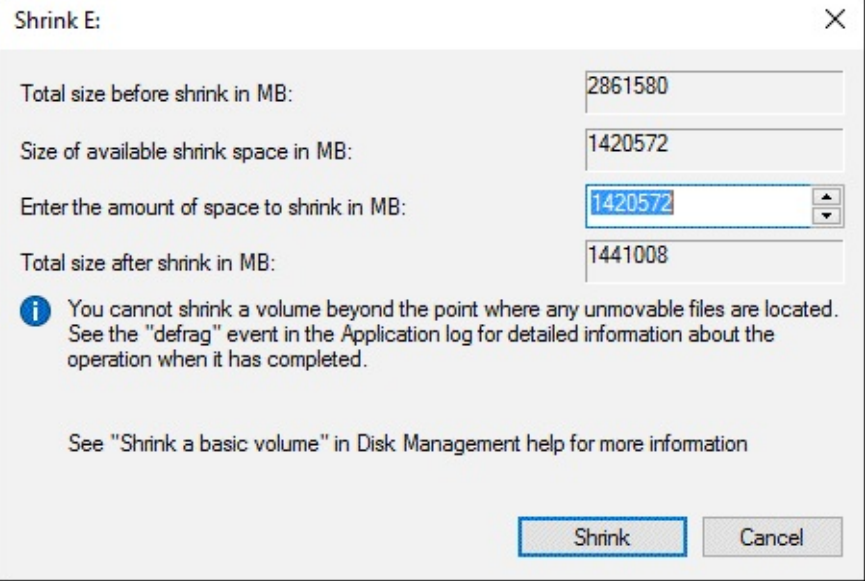 Shrink E:
Total size before shrink in MB: 2861580
Size of available shrink space in MB: 1420572
Enter the amount of space to shrink in MB: 1420572
Total size after shrink in MB: 1441008
You cannot shrink a volume beyond the point where any unmovable files are located.
See the "defrag" event in the Application log for detailed information about the
operation when it has completed.
See "Shrink a basic volume" in Disk Management help for more information
Shrink Cancel